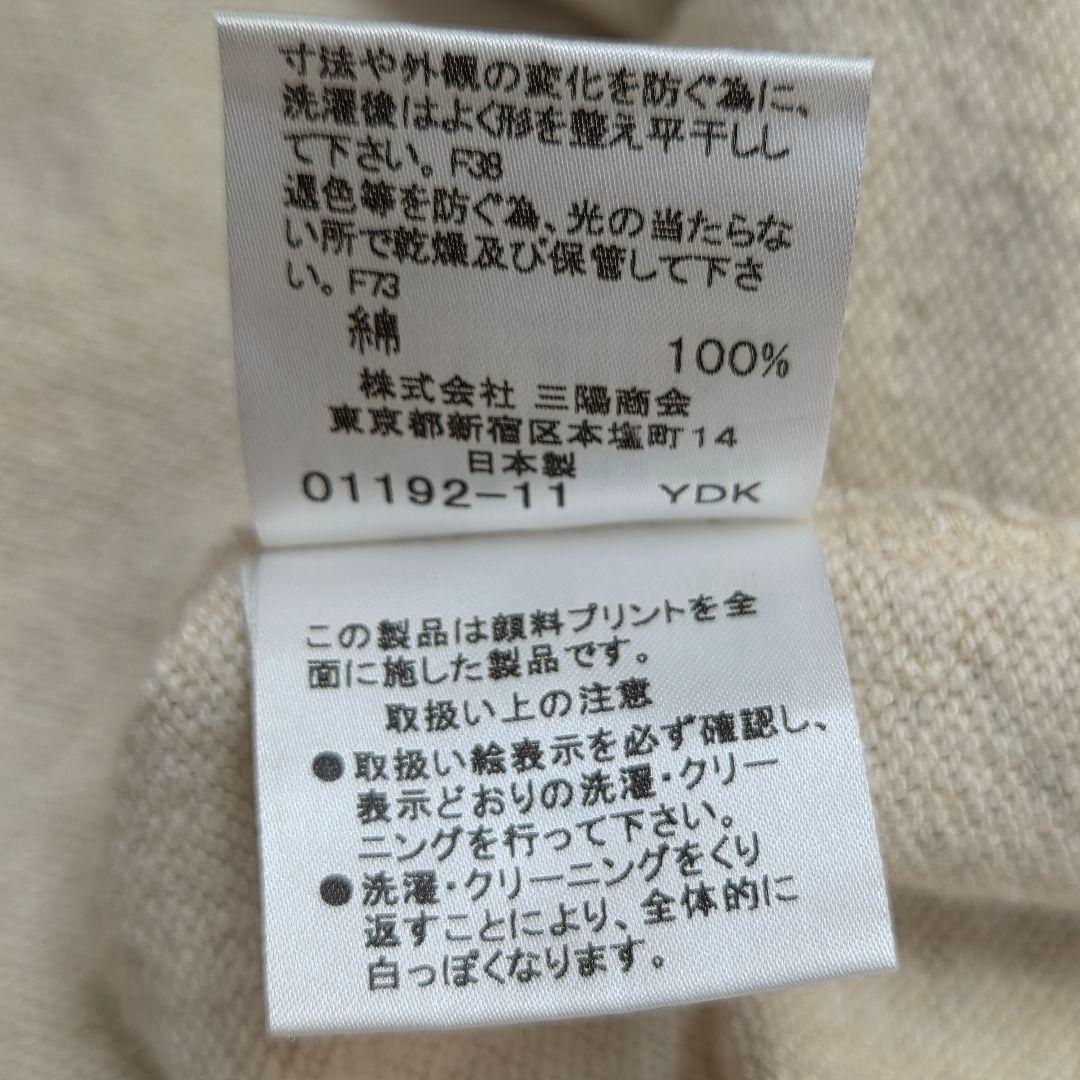 寸法や外観の変化を防ぐ為に、
洗濯後はよく形を整え平干しし
て下さい。F38
退色等を防ぐ為、光の当たらな
い所で乾燥及び保管して下さ
い。F73
綿 100%
株式会社 三陽商会
東京都新宿区本塩町14
日本製
01192-11 YDK
この製品は顔料プリントを全
面に施した製品です。
取扱い上の注意
●取扱い絵表示を必ず確認し、
表示どおりの洗濯・クリー
ニングを行って下さい。
●洗濯・クリーニングをくり
返すことにより、全体的に
白っぽくなります。